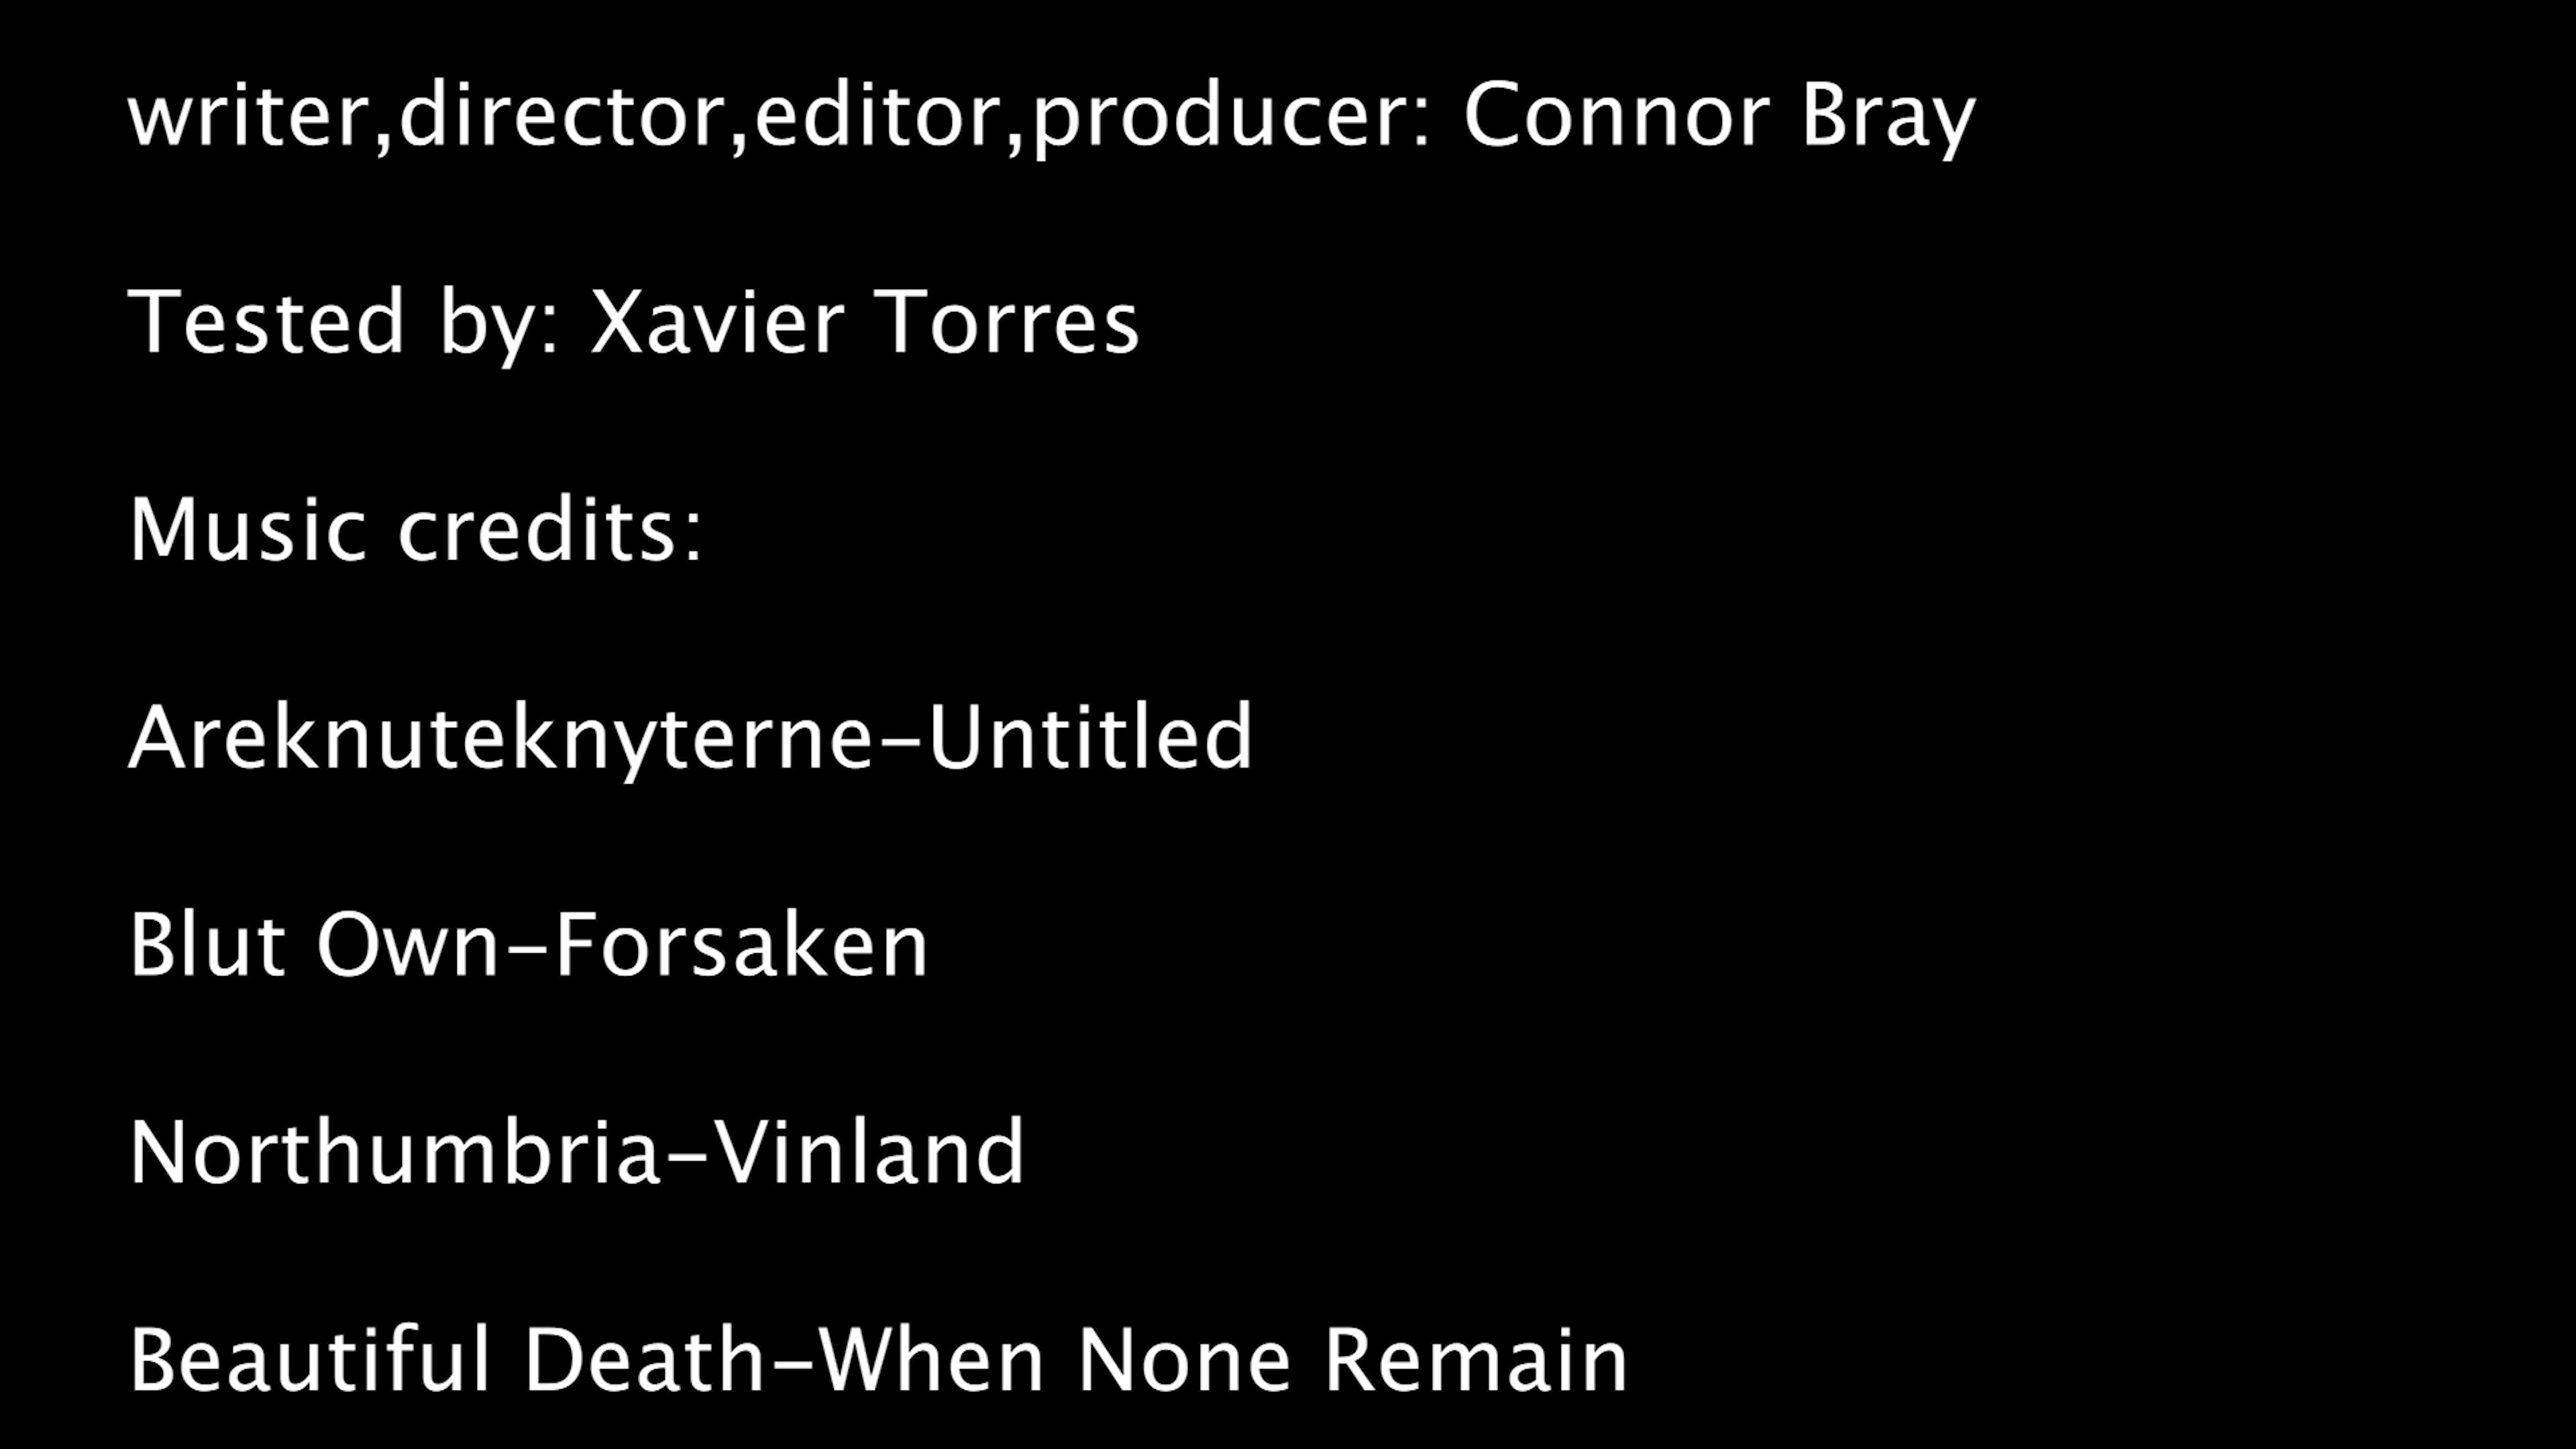 writer,director,editor,producer: Connor Bray
Tested by: Xavier Torres
Music credits:
Areknuteknyterne-Untitled
Blut Own-Forsaken
Northumbria-Vinland
Beautiful Death-When None Remain